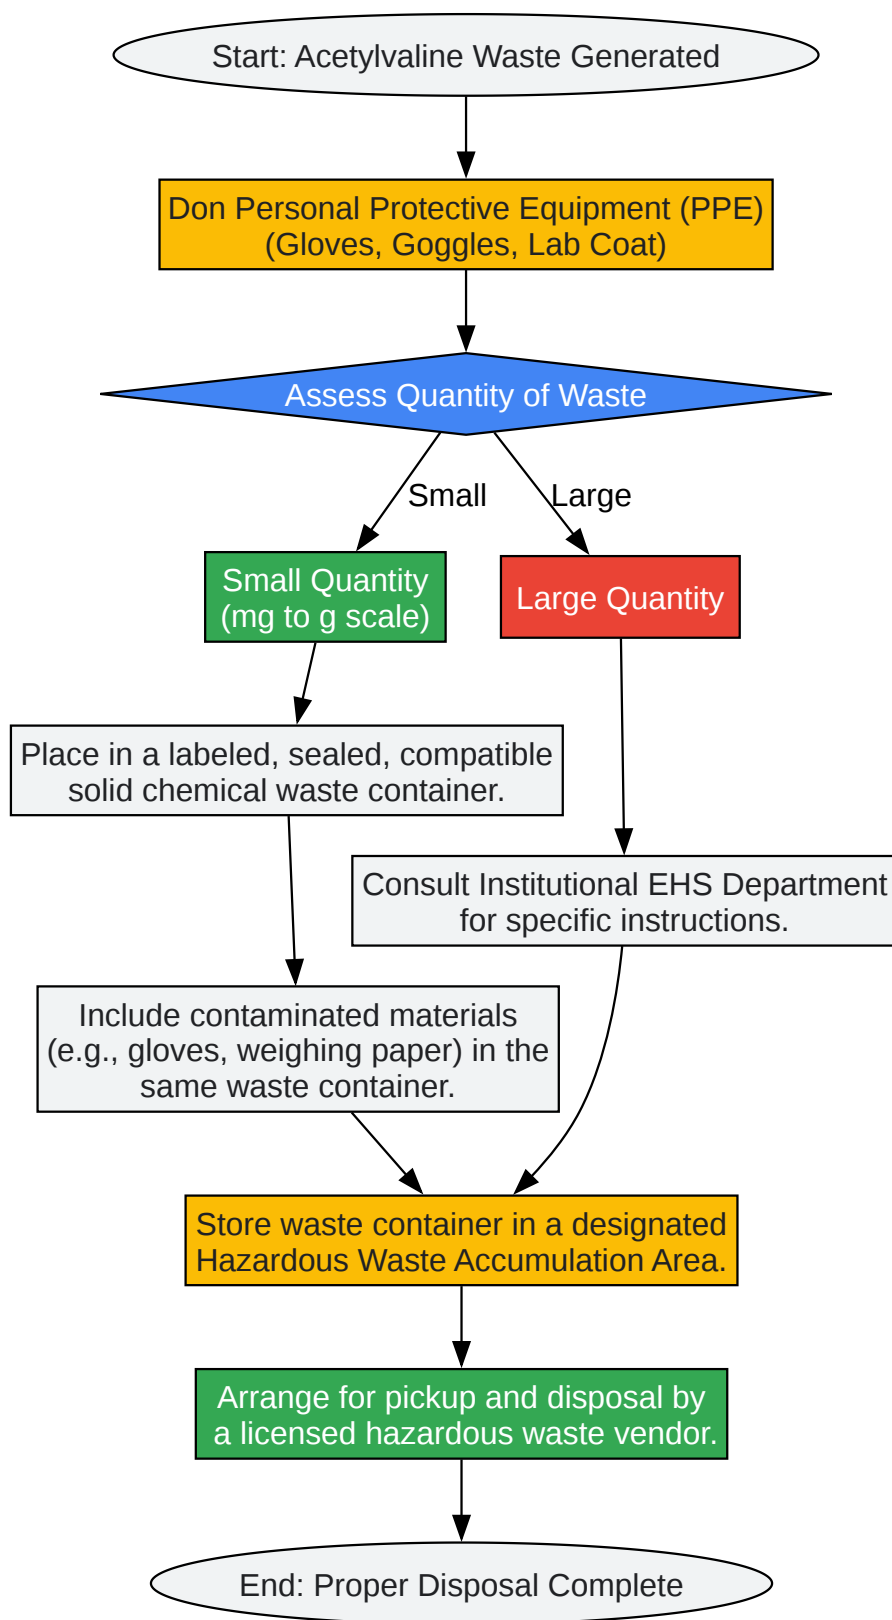 Start: Acetylvaline Waste Generated
Don Personal Protective Equipment (PPE)
(Gloves, Goggles, Lab Coat)
Assess Quantity of Waste
Small
Large
Small Quantity
(mg to g scale)
Large Quantity
Place in a labeled, sealed, compatible
solid chemical waste container.
Consult Institutional EHS Department
for specific instructions.
Include contaminated materials
(e.g., gloves, weighing paper) in the
same waste container.
Store waste container in a designated
Hazardous Waste Accumulation Area.
Arrange for pickup and disposal by
a licensed hazardous waste vendor.
End: Proper Disposal Complete